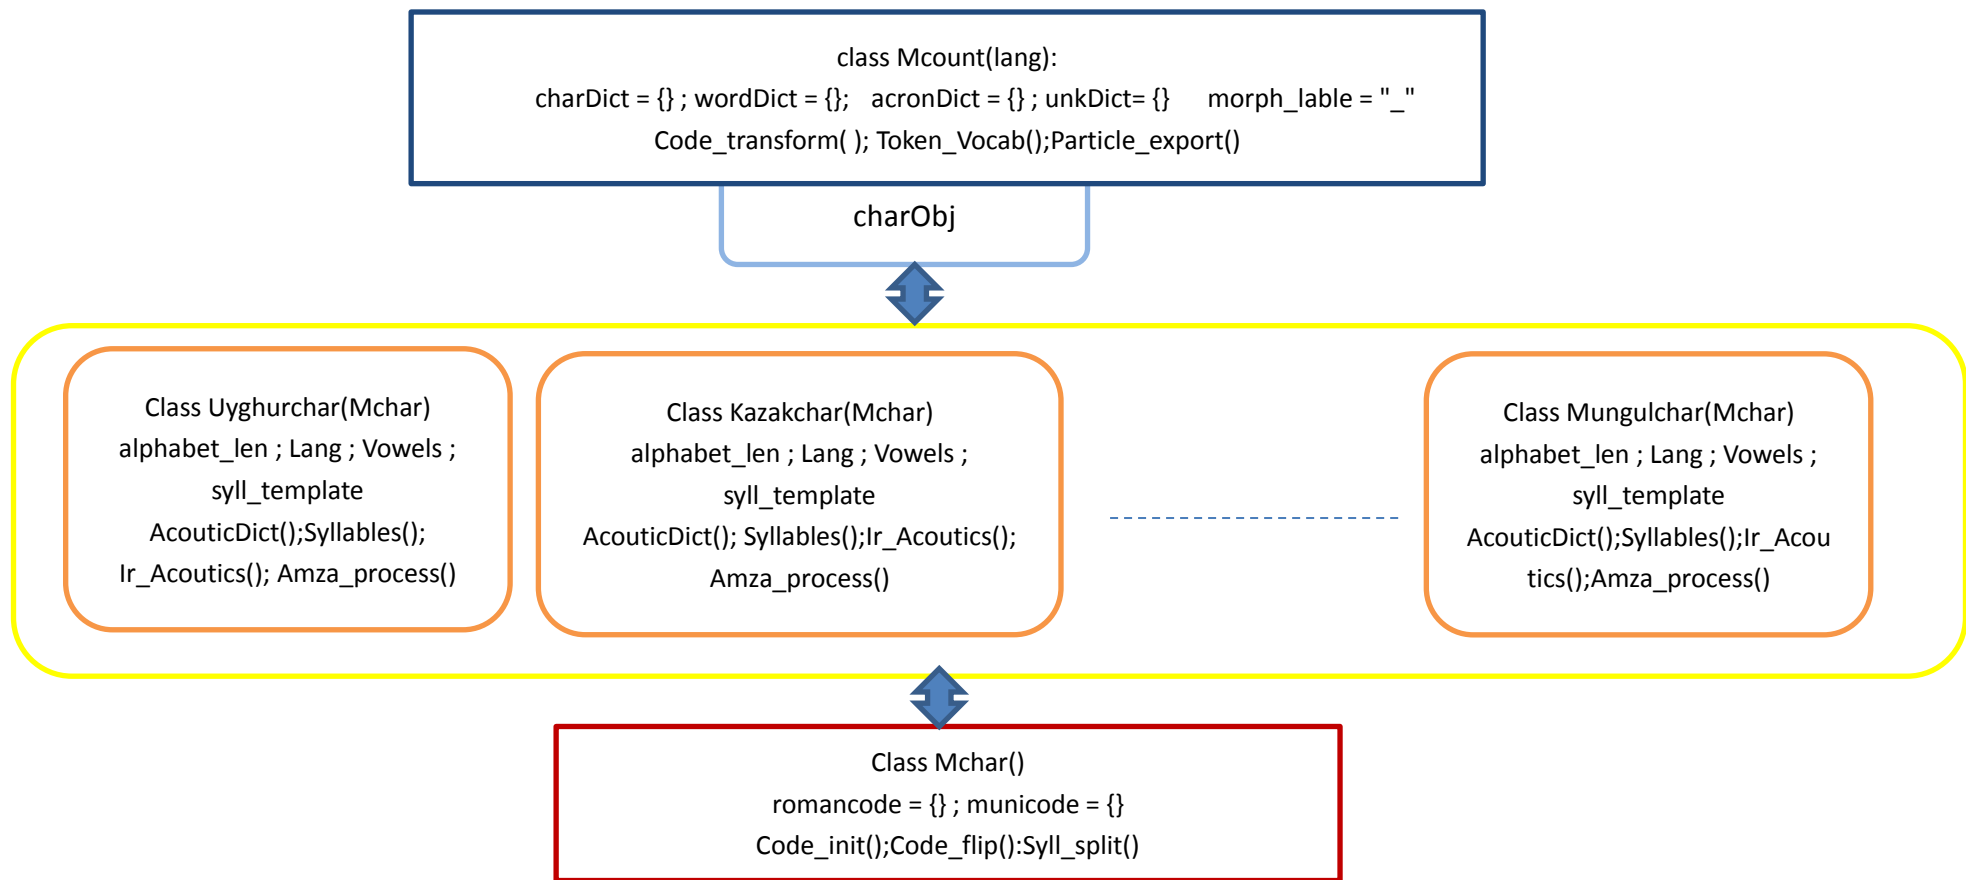 class Mcount(lang):
charDict = {} ; wordDict = {}; acronDict = {} ; unkDict= {} morph_lable = "_"
Code_transform( ); Token_Vocab();Particle_export()
charObj
Class Uyghurchar(Mchar)
alphabet_len ; Lang ; Vowels ;
syll_template
AcouticDict();Syllables();
Ir_Acoutics(); Amza_process()
Class Kazakchar(Mchar)
alphabet_len ; Lang ; Vowels ;
syll_template
AcouticDict(); Syllables();Ir_Acoutics();
Amza_process()
Class Mungulchar(Mchar)
alphabet_len ; Lang ; Vowels ;
syll_template
AcouticDict();Syllables();Ir_Acou
tics();Amza_process()
Class Mchar()
romancode = {} ; municode = {}
Code_init();Code_flip():Syll_split()